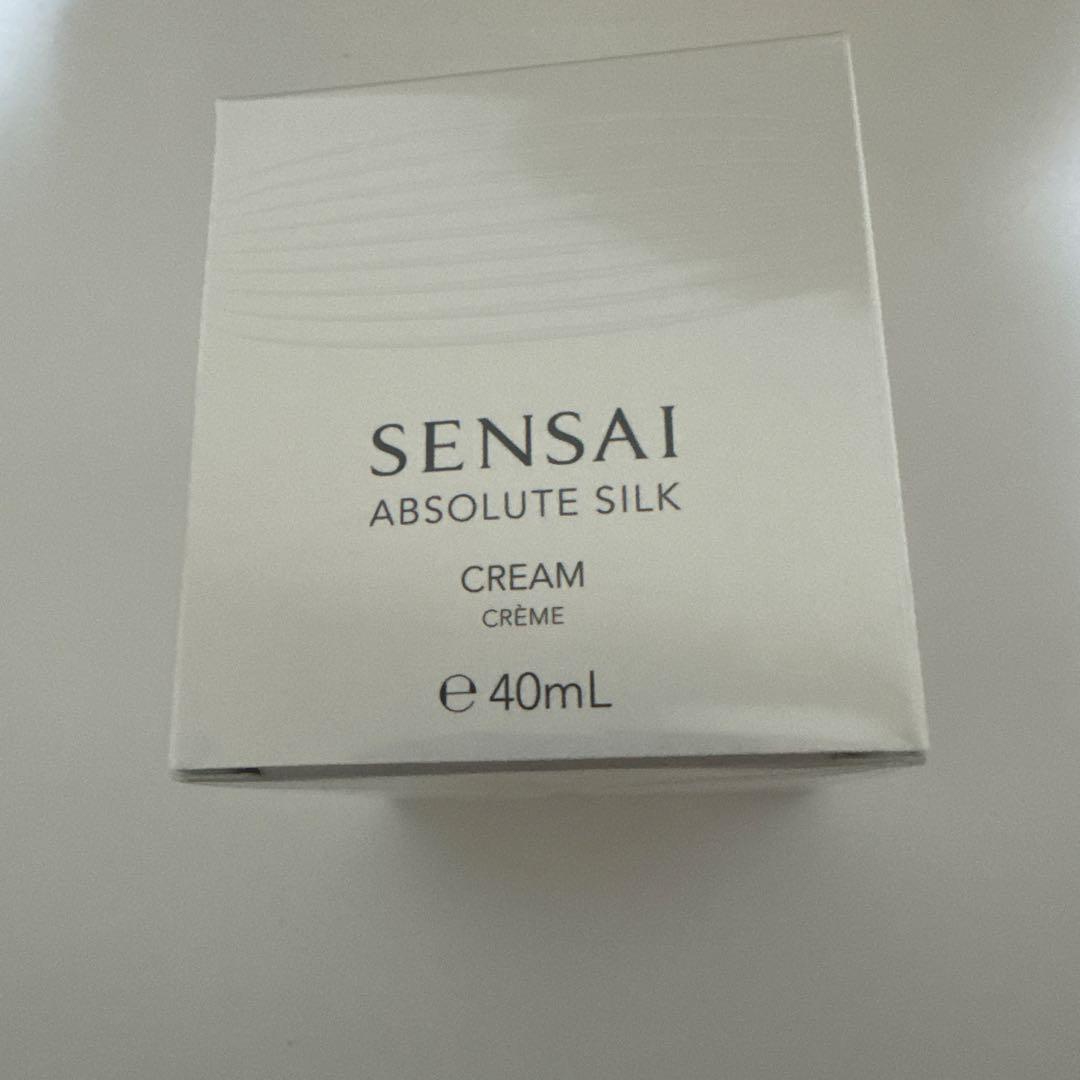 SENSAI
ABSOLUTE SILK
CREAM
CRÈME
℮ 40mL